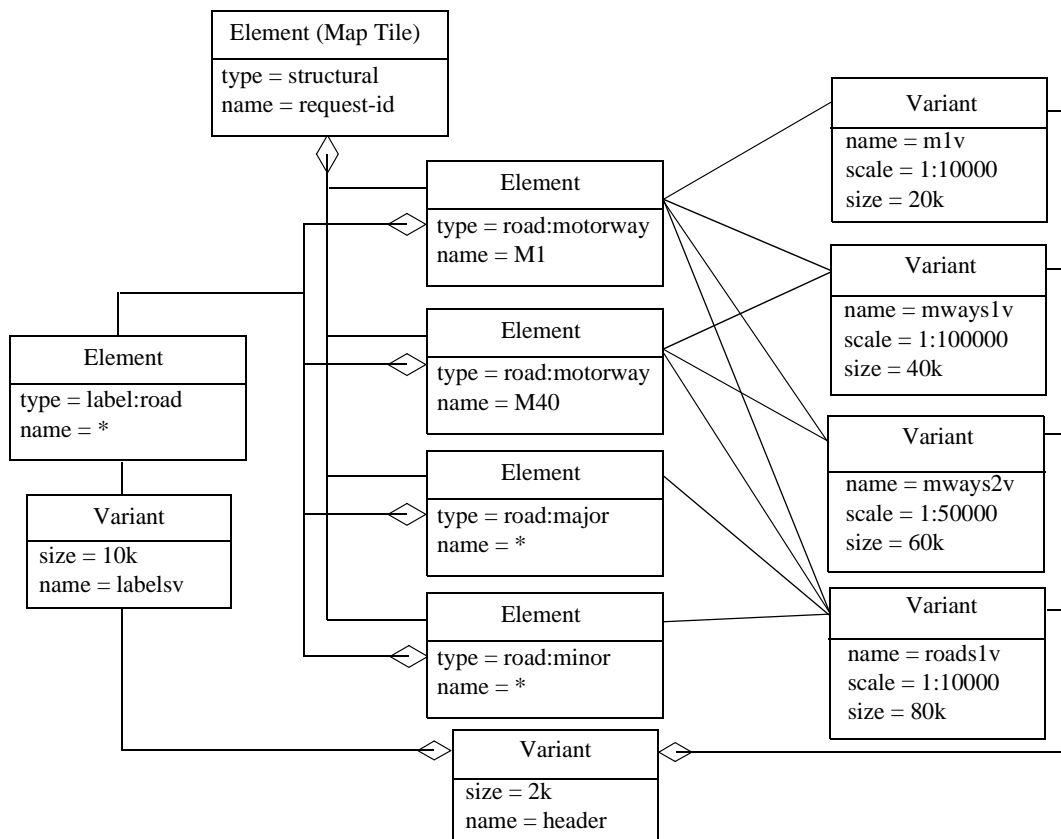 Element (Map Tile)
type = structural
name = request-id
Element
type = road:motorway
name = M1
Element
type = road:motorway
name = M40
Element
type = road:major
name = *
Element
type = road:minor
name = *
Element
type = label:road
name = *
Variant
size = 10k
name = labelsv
Variant
name = m1v
scale = 1:10000
size = 20k
Variant
name = mways1v
scale = 1:100000
size = 40k
Variant
name = mways2v
scale = 1:50000
size = 60k
Variant
name = roads1v
scale = 1:10000
size = 80k
Variant
size = 2k
name = header